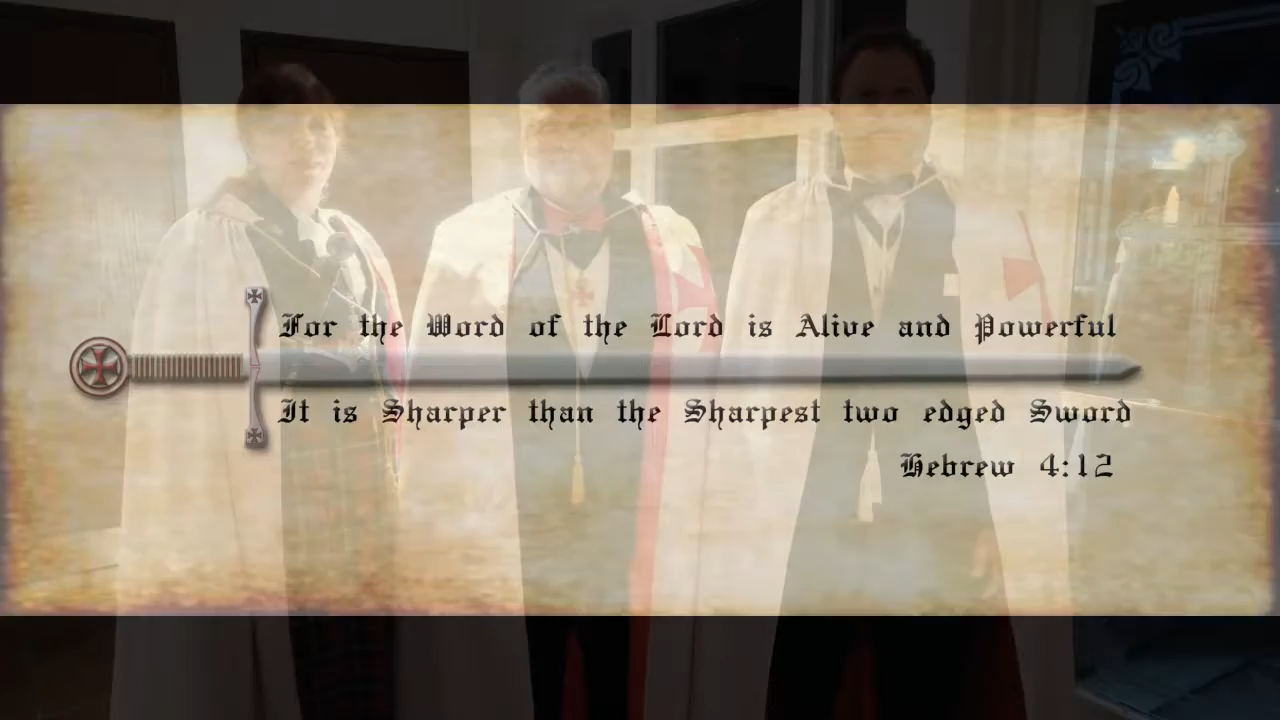 For the Word of the Lord is Alive and Powerful
It is Sharper than the Sharpest two edged Sword
Hebrew 4:12